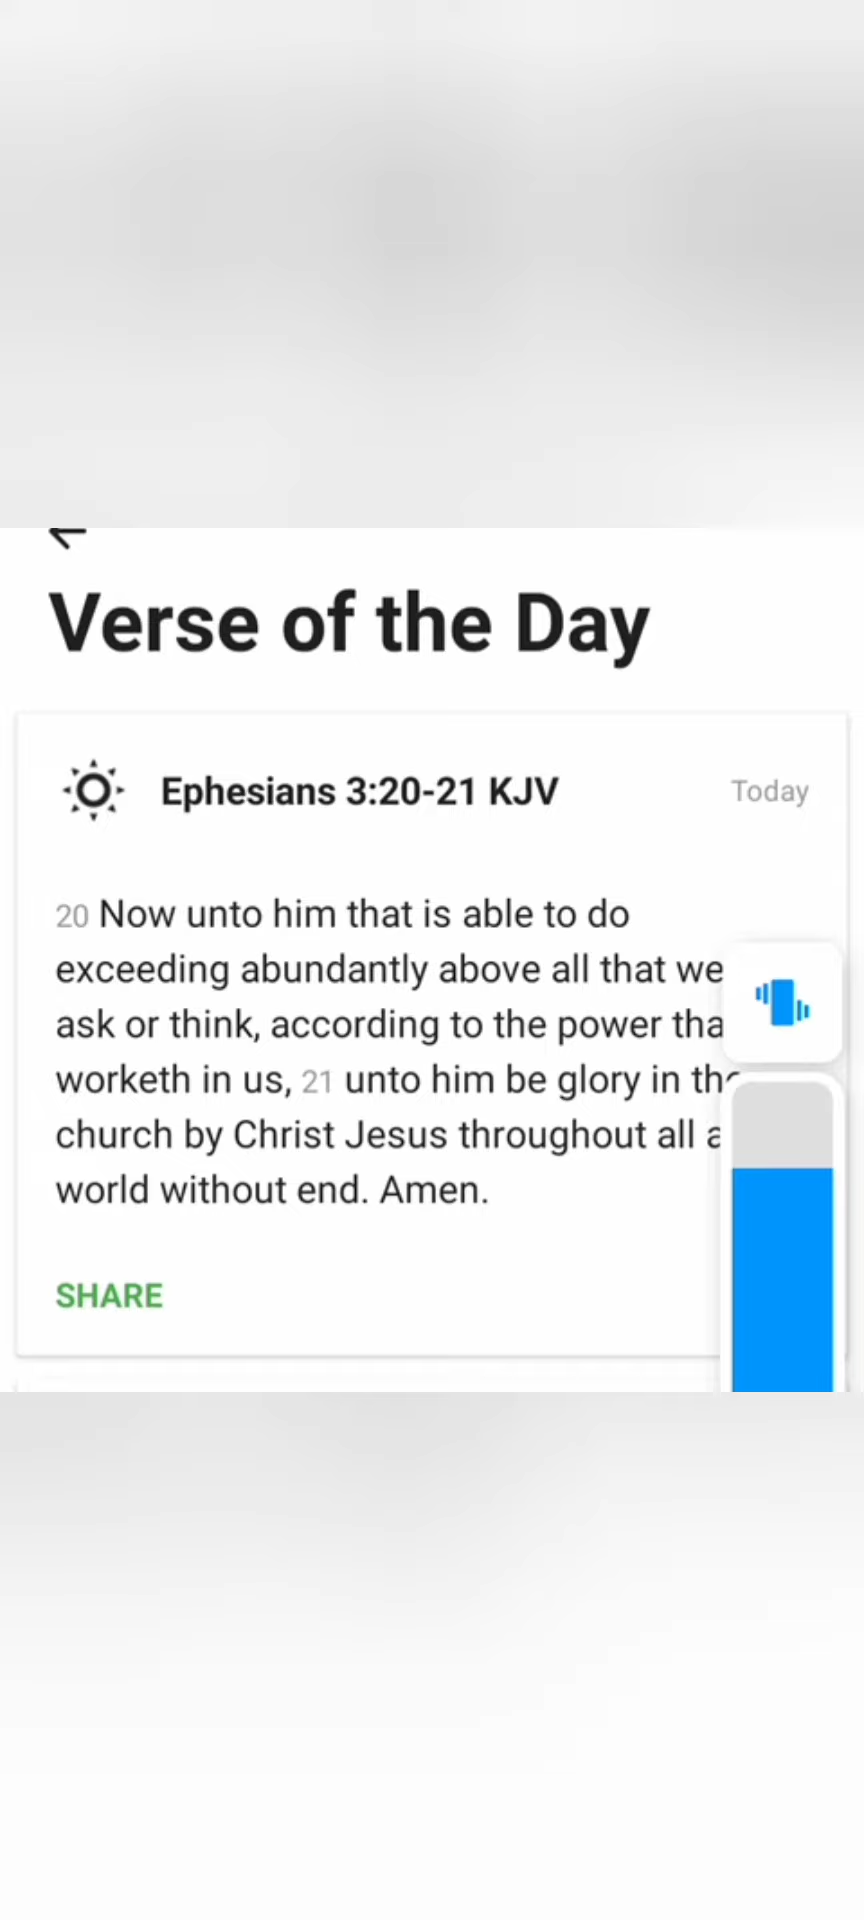 Verse of the Day
Ephesians 3:20-21 KJV
Today
20 Now unto him that is able to do
exceeding abundantly above all that we
ask or think, according to the power tha
worketh in us, 21 unto him be glory in the
church by Christ Jesus throughout all a
world without end. Amen.
SHARE